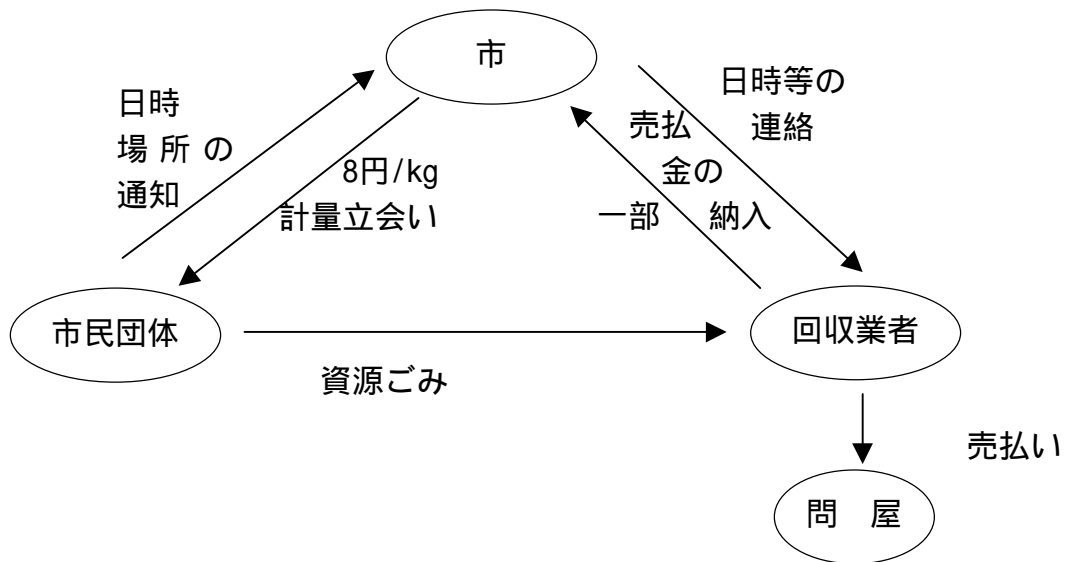 市
日時
場所の
通知
8円/kg
計量立会い
日時等の
連絡
売払
金の
一部 納入
市民団体
回収業者
資源ごみ
売払い
問 屋